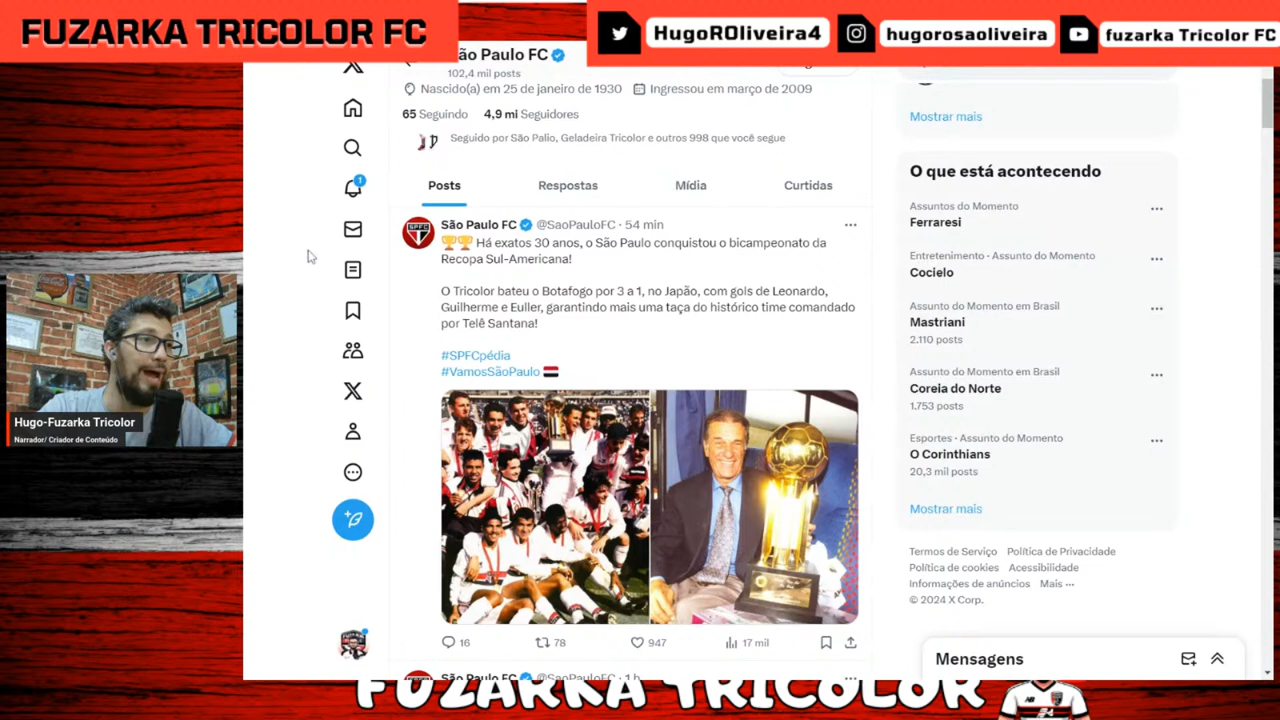 FUZARKA TRICOLOR FC
HugoROliveira4
hugorosaoliveira
fuzarka Tricolor FC
São Paulo FC
102,4 mil posts
Nascido(a) em 25 de janeiro de 1930
Ingressou em março de 2009
65 Seguindo
4,9 mi Seguidores
Seguido por São Palio, Geladeira Tricolor e outros 998 que você segue
Posts
Respostas
Mídia
Curtidas
São Paulo FC @SaoPauloFC · 54 min
🏆🏆 Há exatos 30 anos, o São Paulo conquistou o bicampeonato da
Recopa Sul-Americana!
O Tricolor bateu o Botafogo por 3 a 1, no Japão, com gols de Leonardo,
Guilherme e Euller, garantindo mais uma taça do histórico time comandado
por Telê Santana!
#SPFCpédia
#VamosSãoPaulo
16
78
947
17 mil
São Paulo FC @SaoPauloFC · 1 h
Mostrar mais
O que está acontecendo
Assuntos do Momento
Ferraresi
Entretenimento · Assunto do Momento
Cocielo
Assunto do Momento em Brasil
Mastriani
2.110 posts
Assunto do Momento em Brasil
Coreia do Norte
1.753 posts
Esportes · Assunto do Momento
O Corinthians
20,3 mil posts
Mostrar mais
Termos de Serviço Política de Privacidade
Política de cookies Acessibilidade
Informações de anúncios Mais ···
© 2024 X Corp.
Mensagens
1
Hugo-Fuzarka Tricolor
Narrador/ Criador de Conteúdo
FUZARKA TRICOLOR